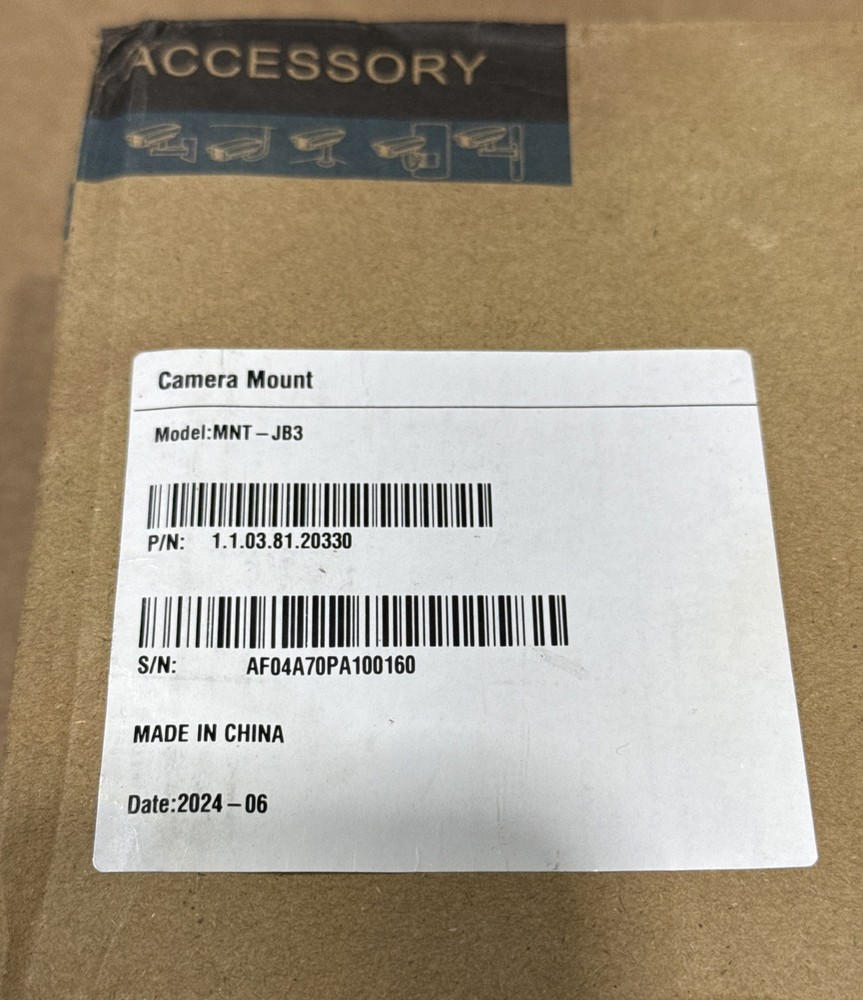 ACCESSORY
Camera Mount
Model:MNT-JB3
P/N: 1.1.03.81.20330
S/N: AF04A70PA100160
MADE IN CHINA
Date:2024-06